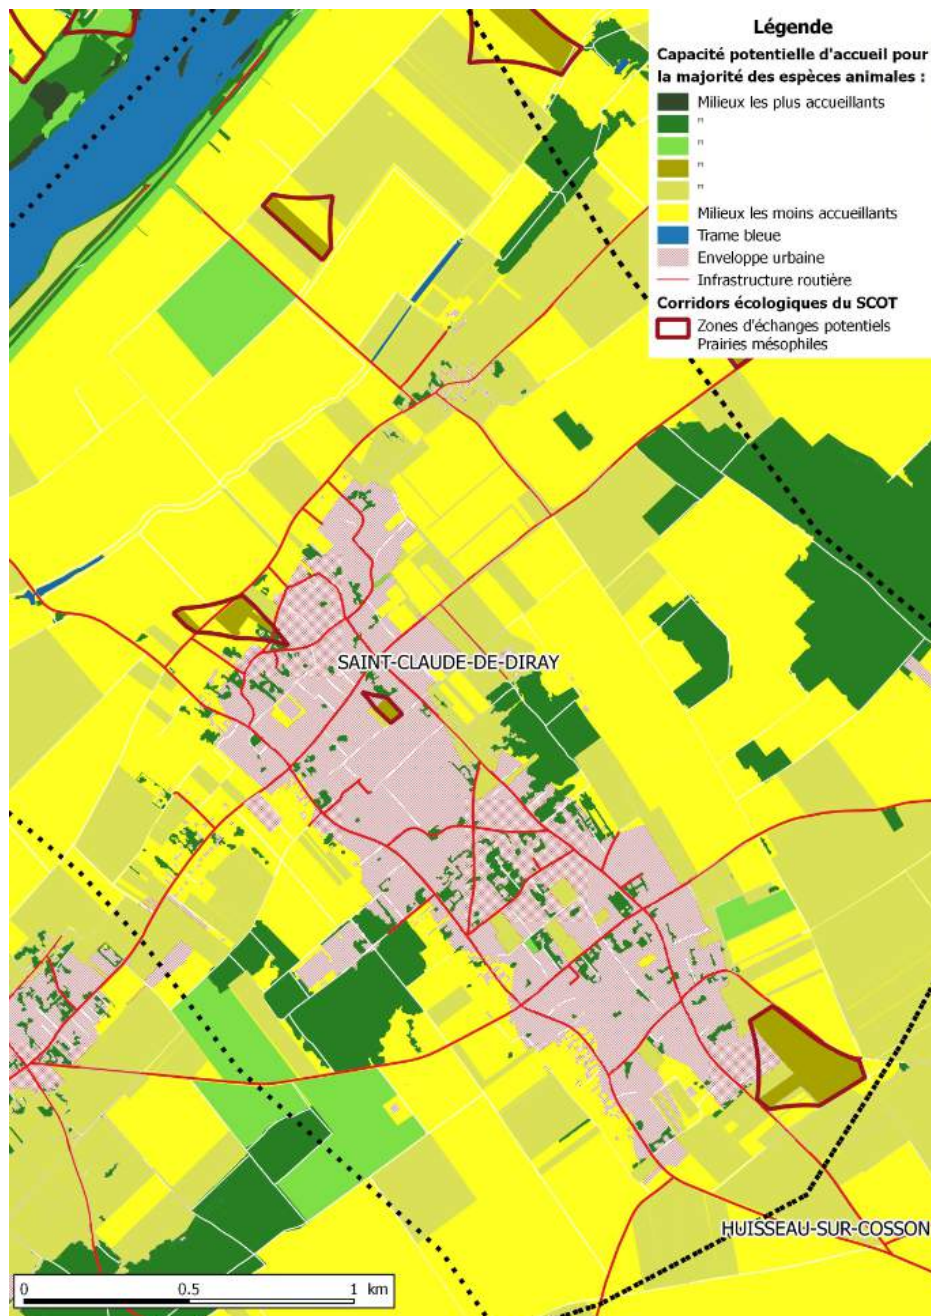 Légende
Capacité potentielle d'accueil pour
la majorité des espèces animales :
Milieux les plus accueillants
"
"
"
"
Milieux les moins accueillants
Trame bleue
Enveloppe urbaine
Infrastructure routière
Corridors écologiques du SCOT
Zones d'échanges potentiels
Prairies mésophiles
SAINT-CLAUDE-DE-DIRAY
HUISSEAU-SUR-COSSON
0 0.5 1 km